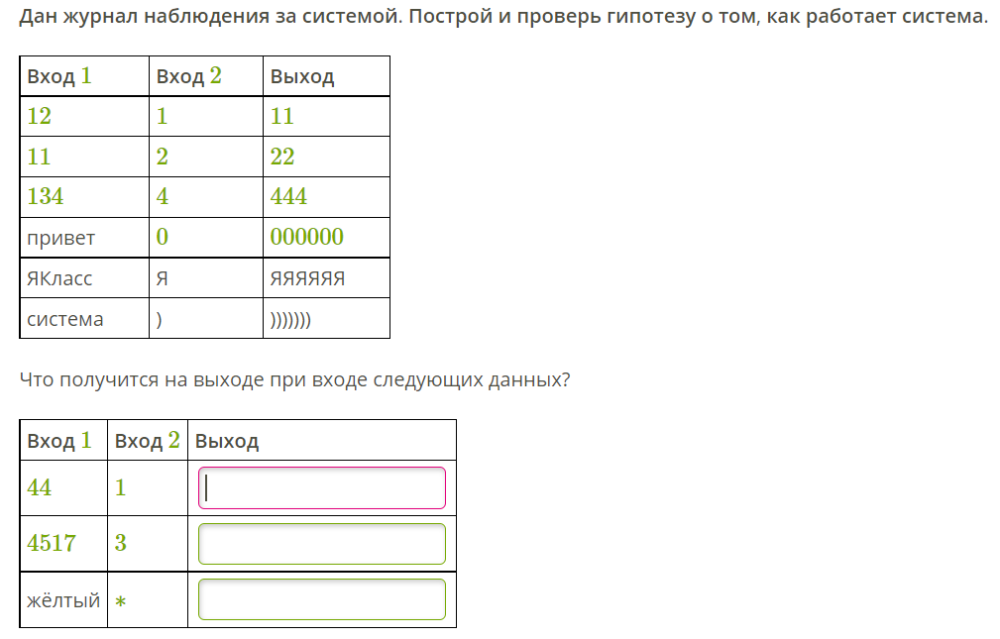 Дан журнал наблюдения за системой. Построй и проверь гипотезу о том, как работает система.
Вход 1 Вход 2 Выход
12 1 11
11 2 22
134 4 444
привет 0 000000
ЯКласс Я ЯЯЯЯЯЯ
система ) )))))))
Что получится на выходе при входе следующих данных?
Вход 1 Вход 2 Выход
44 1
4517 3
жёлтый *